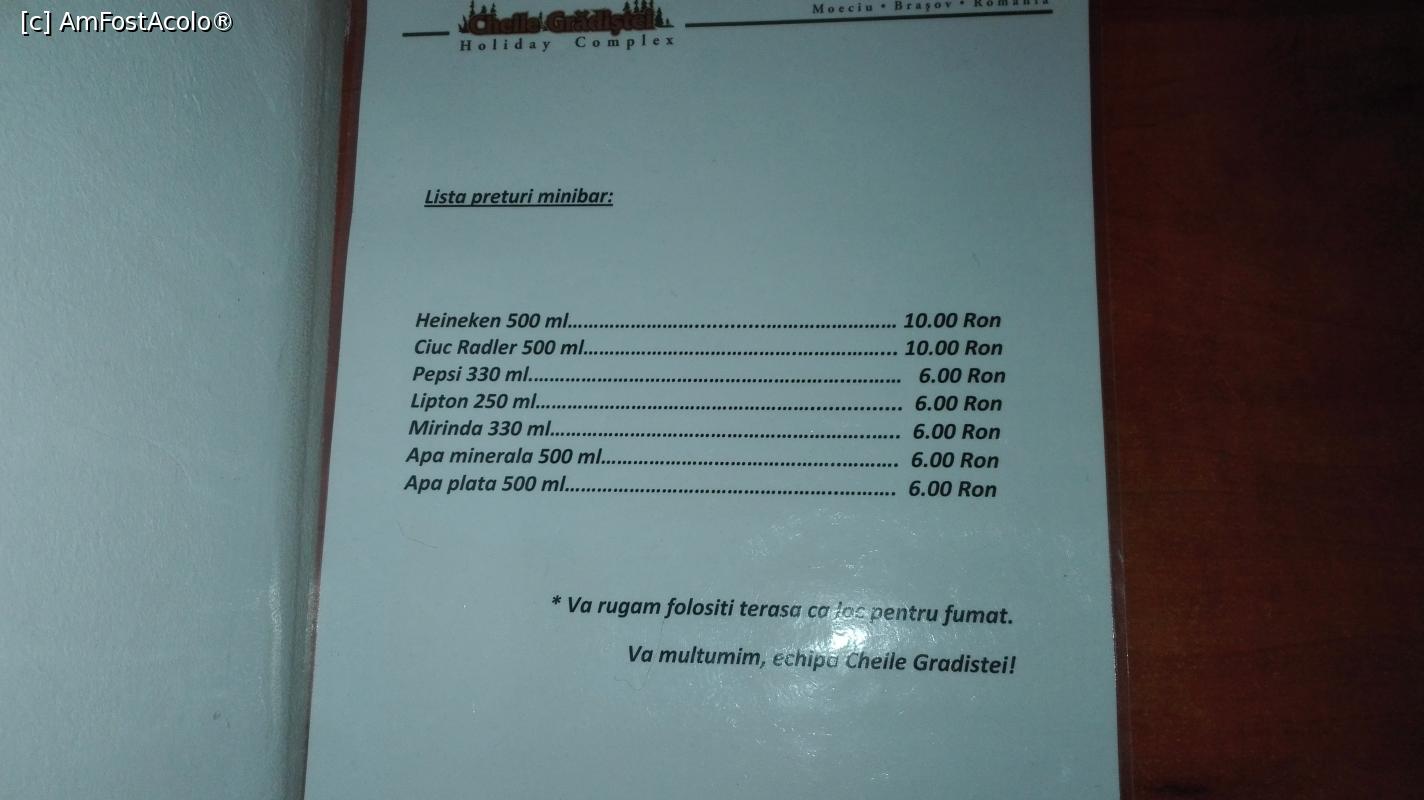 [c] AmFostAcolo®
Cheile Grădiștei
Holiday Complex
Moeciu • Brașov • România
Lista preturi minibar:
Heineken 500 ml……………………............…………………… 10.00 Ron
Ciuc Radler 500 ml……………………………………………... 10.00 Ron
Pepsi 330 ml……………………………………………………… 6.00 Ron
Lipton 250 ml……………………………………............... 6.00 Ron
Mirinda 330 ml……………………………………………...... 6.00 Ron
Apa minerala 500 ml………………………………………. 6.00 Ron
Apa plata 500 ml……………………………………………. 6.00 Ron
* Va rugam folositi terasa ca loc pentru fumat.
Va multumim, echipa Cheile Gradistei!